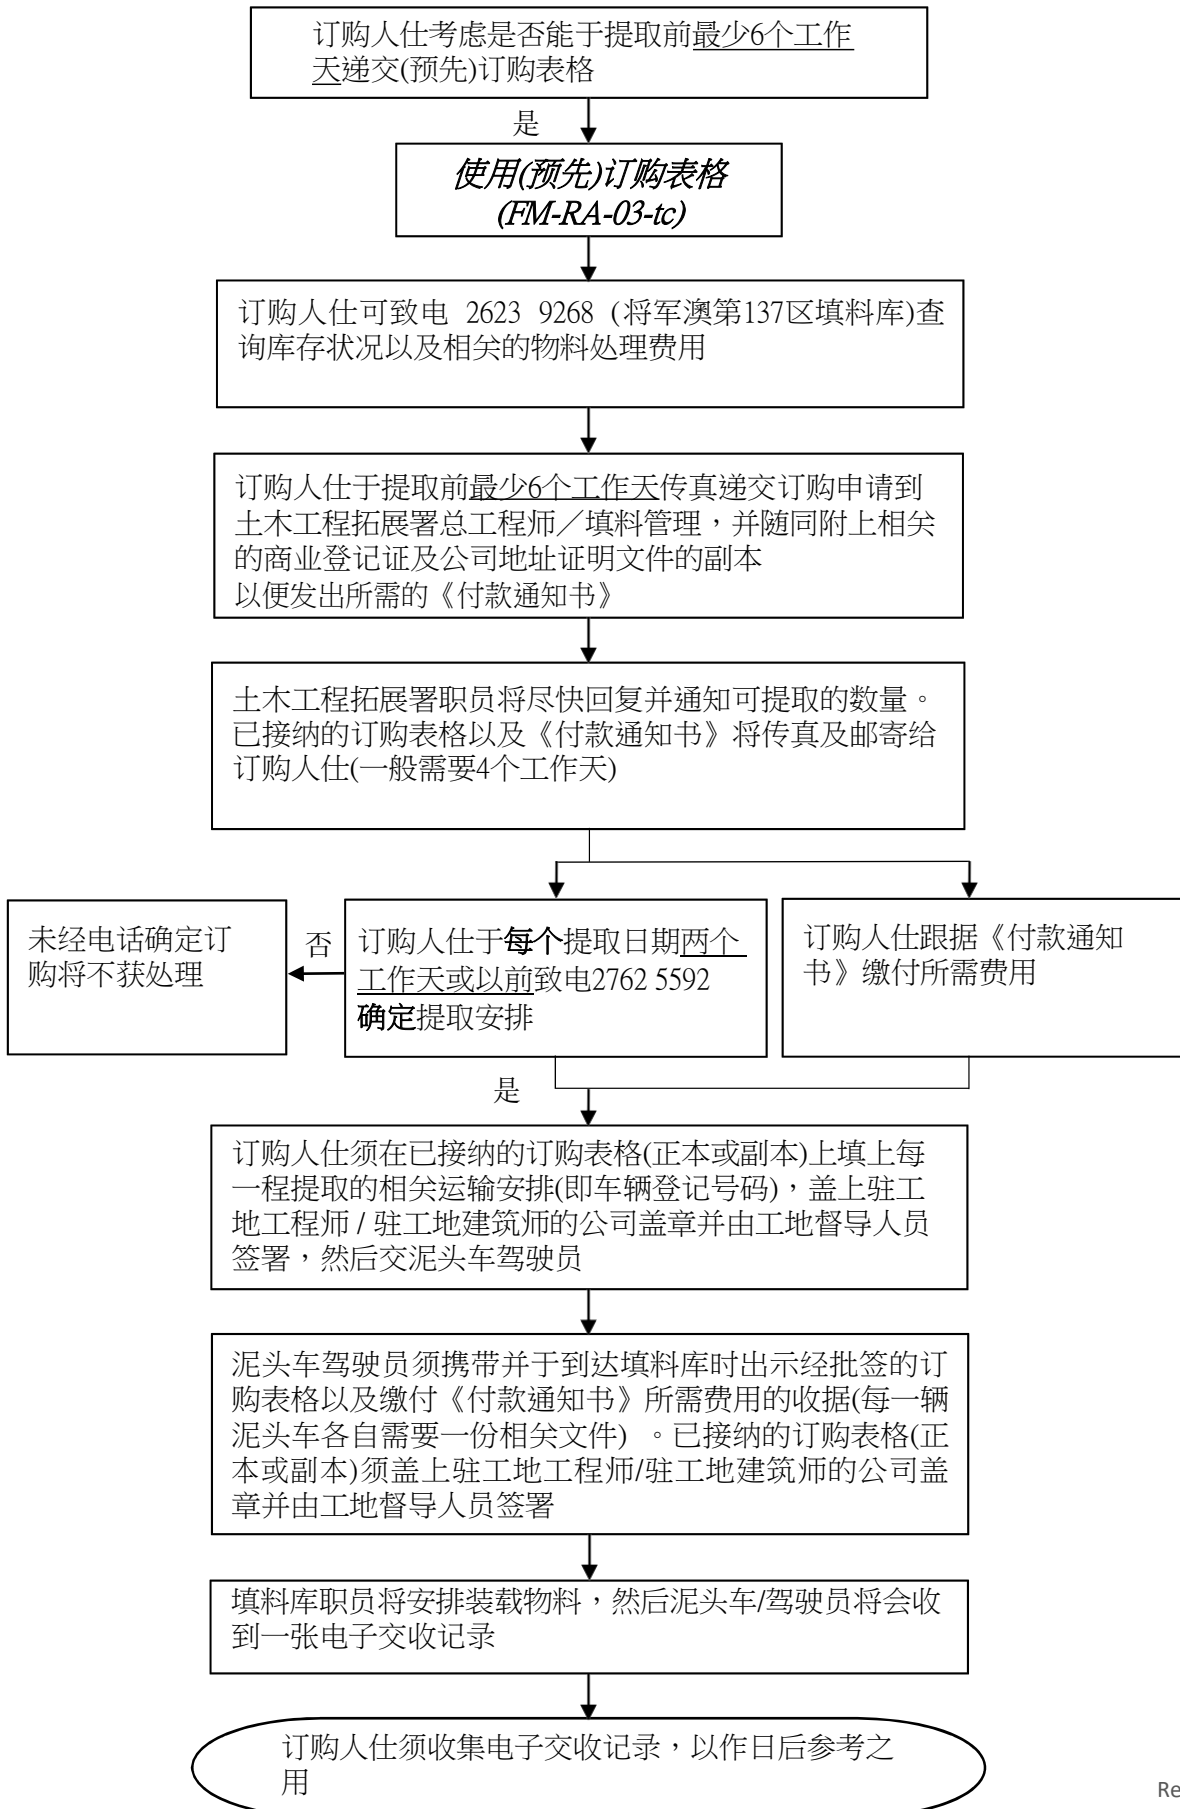 订购人仕考虑是否能于提取前最少6个工作
天递交(预先)订购表格
是
使用(预先)订购表格
(FM-RA-03-tc)
订购人仕可致电 2623 9268 (将军澳第137区填料库)查
询库存状况以及相关的物料处理费用
订购人仕于提取前最少6个工作天传真递交订购申请到
土木工程拓展署总工程师／填料管理，并随同附上相关
的商业登记证及公司地址证明文件的副本
以便发出所需的《付款通知书》
土木工程拓展署职员将尽快回复并通知可提取的数量。
已接纳的订购表格以及《付款通知书》将传真及邮寄给
订购人仕(一般需要4个工作天)
未经电话确定订
购将不获处理
否
订购人仕于每个提取日期两个
工作天或以前致电2762 5592
确定提取安排
订购人仕跟据《付款通知
书》缴付所需费用
是
订购人仕须在已接纳的订购表格(正本或副本)上填上每
一程提取的相关运输安排(即车辆登记号码)，盖上驻工
地工程师 / 驻工地建筑师的公司盖章并由工地督导人员
签署，然后交泥头车驾驶员
泥头车驾驶员须携带并于到达填料库时出示经批签的订
购表格以及缴付《付款通知书》所需费用的收据(每一辆
泥头车各自需要一份相关文件) 。已接纳的订购表格(正
本或副本)须盖上驻工地工程师/驻工地建筑师的公司盖
章并由工地督导人员签署
填料库职员将安排装载物料，然后泥头车/驾驶员将会收
到一张电子交收记录
订购人仕须收集电子交收记录，以作日后参考之
用
Re